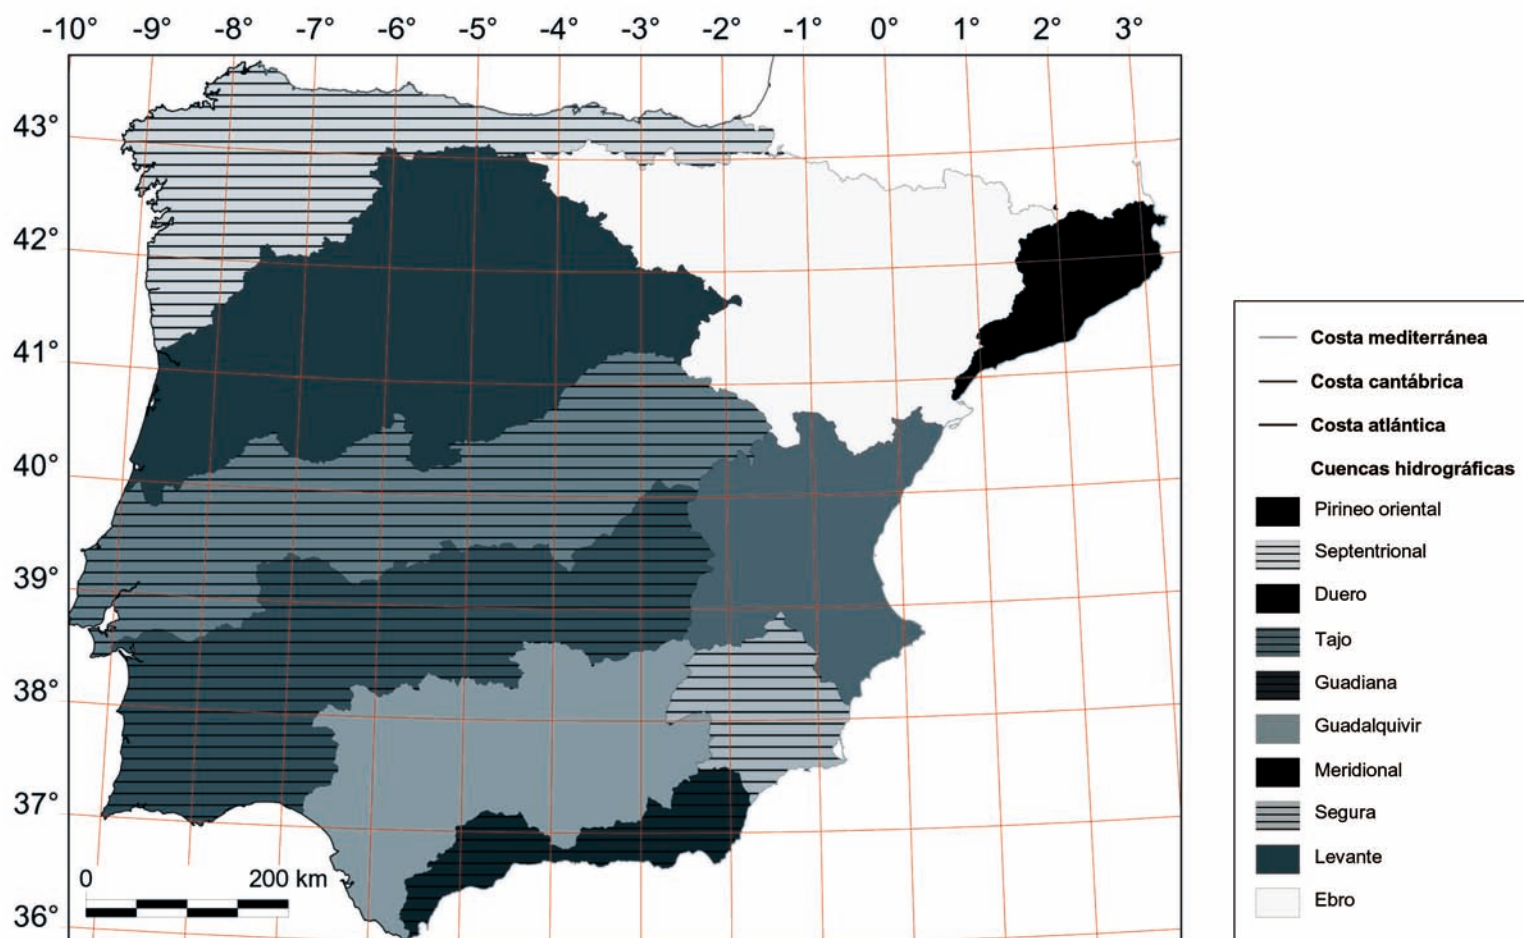 -10° -9° -8° -7° -6° -5° -4° -3° -2° -1° 0° 1° 2° 3°
43°
42°
41°
40°
39°
38°
37°
36°
0 200 km
Costa mediterránea
Costa cantábrica
Costa atlántica
Cuencas hidrográficas
Pirineo oriental
Septentrional
Duero
Tajo
Guadiana
Guadalquivir
Meridional
Segura
Levante
Ebro